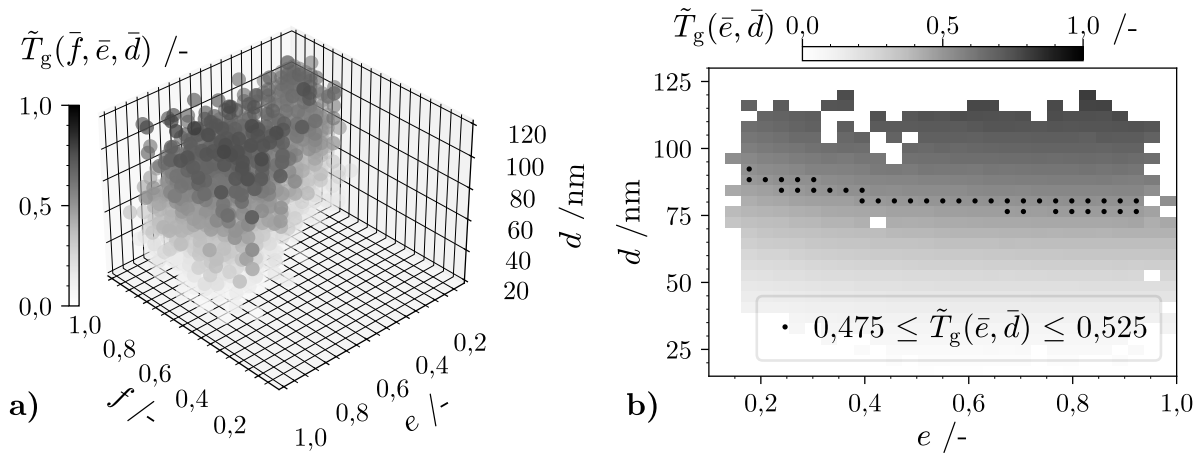 T̃g(f̄, ē, d̄) /-
1,0
0,5
0,0
120
100
80
60
40
20
d /nm
1,0
0,8
0,6
0,4
0,2
f /-
0,2
0,4
0,6
0,8
1,0
e /-
a)
T̃g(ē, d̄)
0,0 0,5 1,0 /-
125
100
75
50
25
d /nm
0,475 ≤ T̃g(ē, d̄) ≤ 0,525
0,2 0,4 0,6 0,8 1,0
e /-
b)